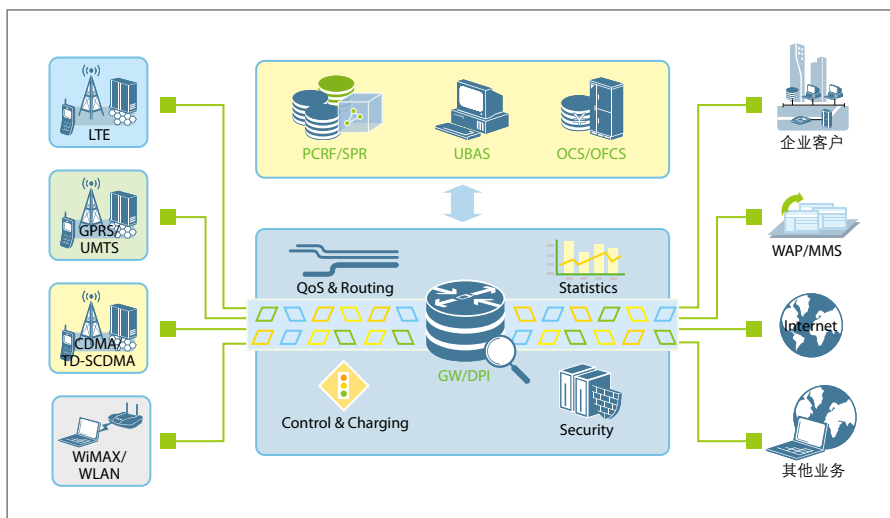 LTE
GPRS/
UMTS
CDMA/
TD-SCDMA
WiMAX/
WLAN
PCRF/SPR
UBAS
OCS/OFCS
QoS & Routing
Statistics
GW/DPI
Control & Charging
Security
企业客户
WAP/MMS
Internet
其他业务